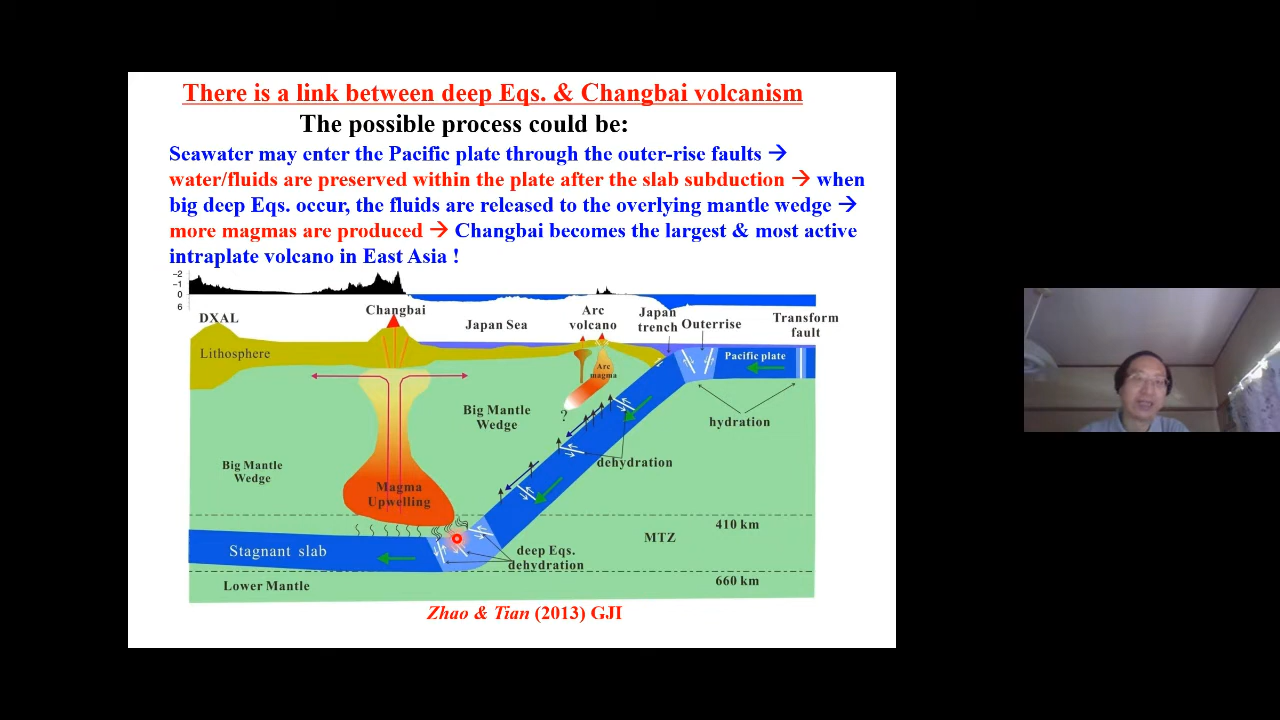 There is a link between deep Eqs. & Changbai volcanism
The possible process could be:
Seawater may enter the Pacific plate through the outer-rise faults →
water/fluids are preserved within the plate after the slab subduction → when
big deep Eqs. occur, the fluids are released to the overlying mantle wedge →
more magmas are produced → Changbai becomes the largest & most active
intraplate volcano in East Asia !
-2
-1
0
6
DXAL
Changbai
Japan Sea
Arc
volcano
Japan
trench
Outerrise
Transform
fault
Lithosphere
Pacific plate
Arc
magma
?
Big Mantle
Wedge
hydration
Big Mantle
Wedge
dehydration
Magma
Upwelling
410 km
MTZ
Stagnant slab
deep Eqs.
dehydration
660 km
Lower Mantle
Zhao & Tian (2013) GJI